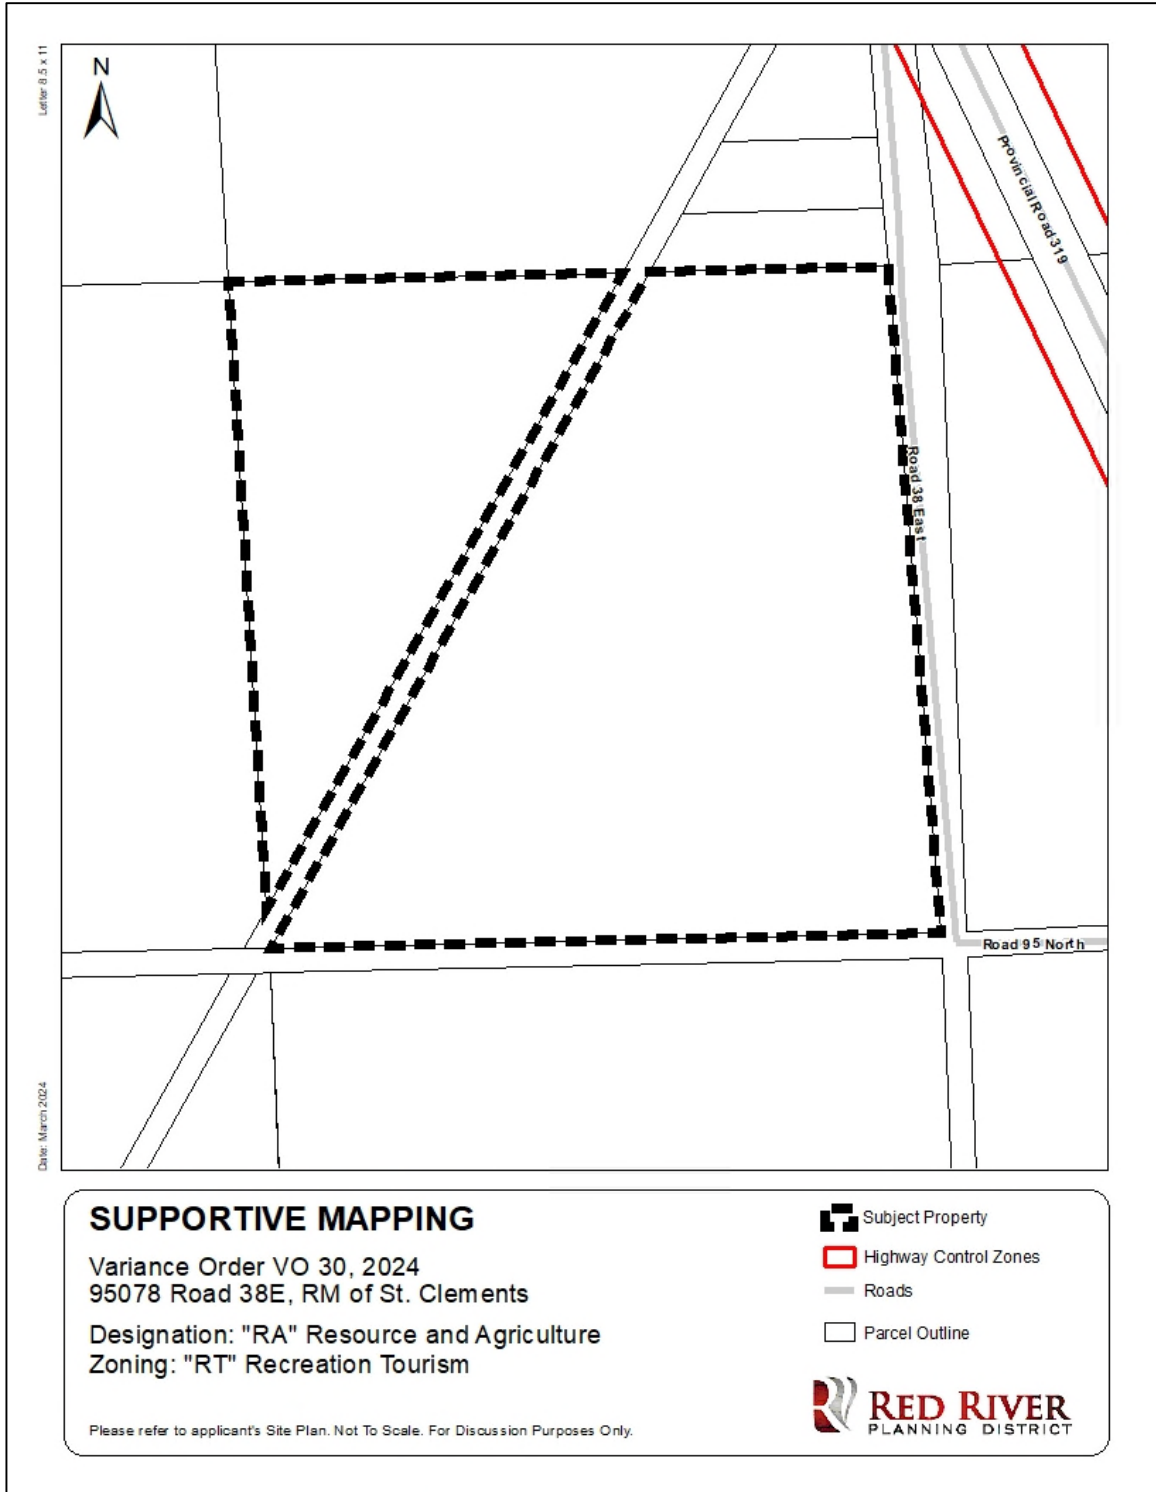 Letter 8.5 x 11
N
Provincial Road 319
Road 38 East
Road 95 North
Date: March 2024
SUPPORTIVE MAPPING
Variance Order VO 30, 2024
95078 Road 38E, RM of St. Clements
Designation: "RA" Resource and Agriculture
Zoning: "RT" Recreation Tourism
Please refer to applicant's Site Plan. Not To Scale. For Discussion Purposes Only.
Subject Property
Highway Control Zones
Roads
Parcel Outline
RED RIVER
PLANNING DISTRICT